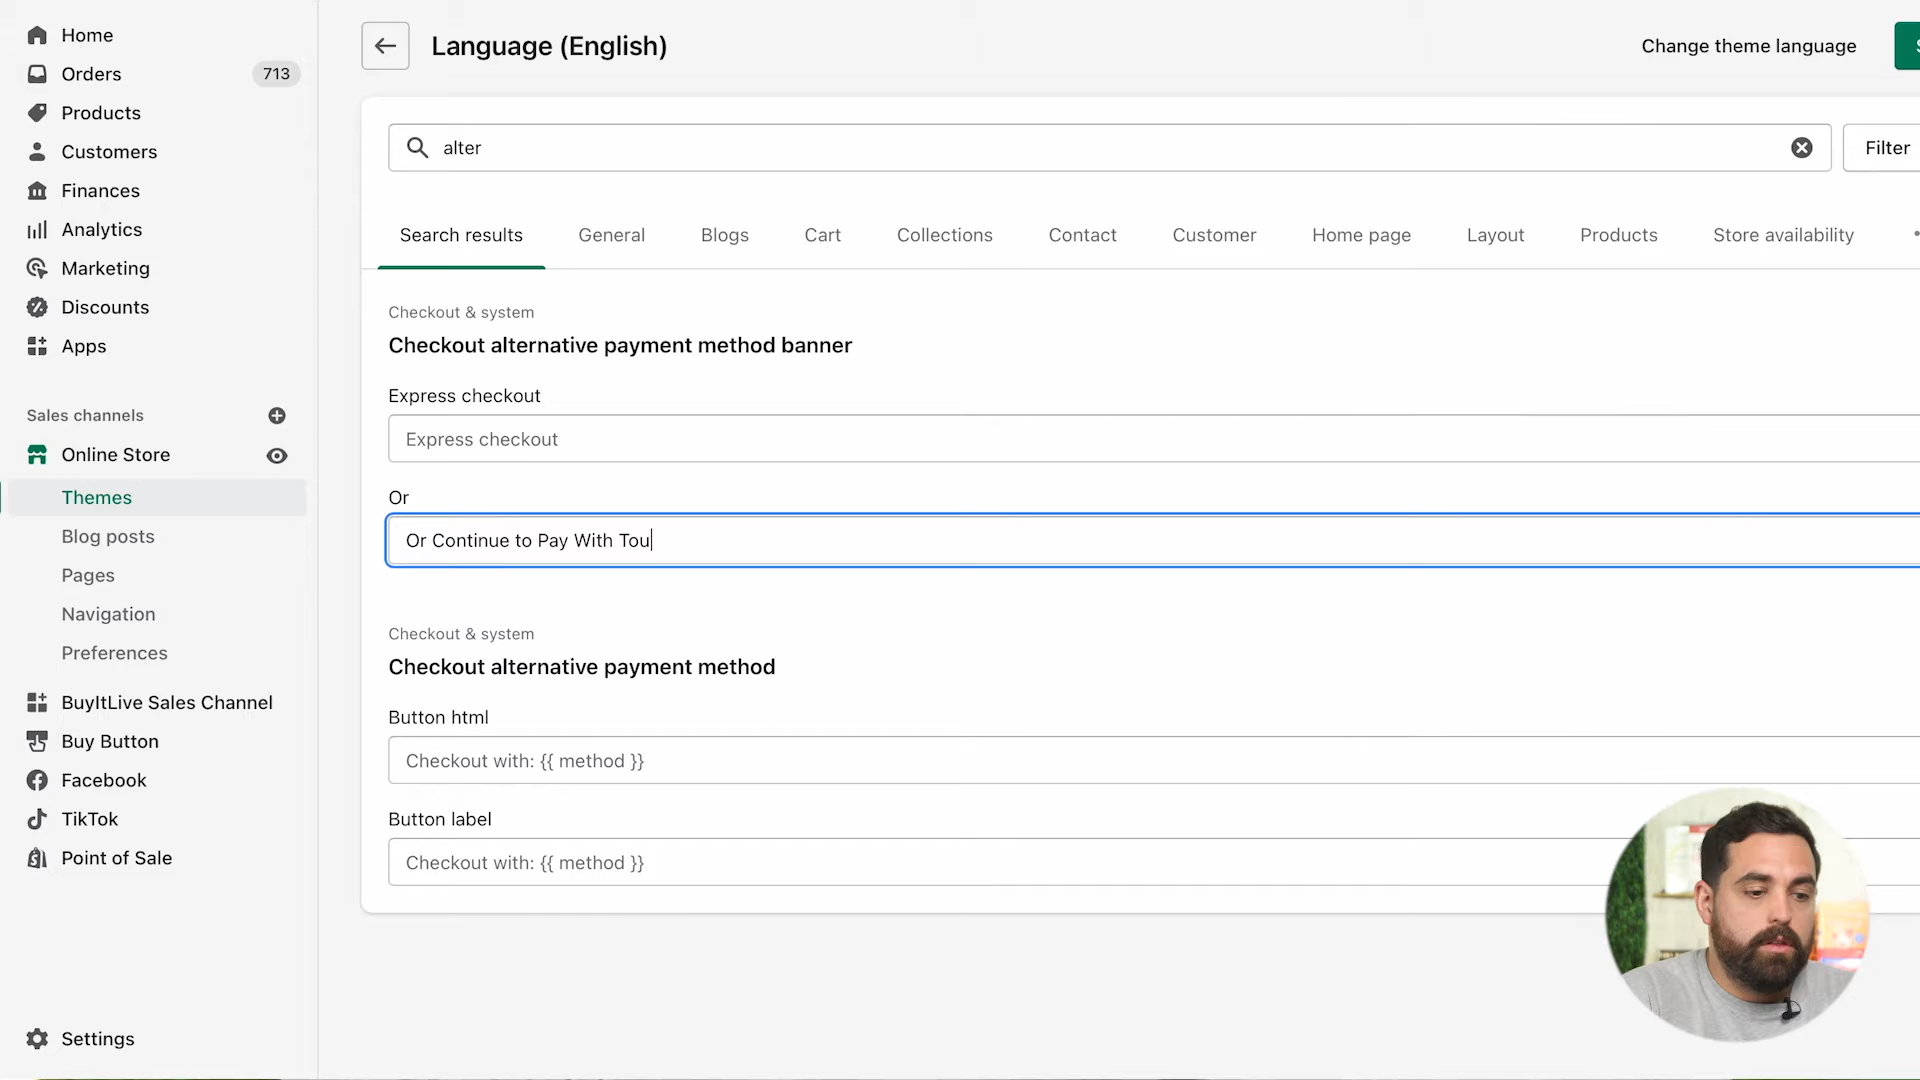 Home
Orders
713
Products
Customers
Finances
Analytics
Marketing
Discounts
Apps
Sales channels
Online Store
Themes
Blog posts
Pages
Navigation
Preferences
BuyItLive Sales Channel
Buy Button
Facebook
TikTok
Point of Sale
Settings
Language (English)
Change theme language
alter
Filter
Search results
General
Blogs
Cart
Collections
Contact
Customer
Home page
Layout
Products
Store availability
Checkout & system
Checkout alternative payment method banner
Express checkout
Express checkout
Or
Or Continue to Pay With Tou
Checkout & system
Checkout alternative payment method
Button html
Checkout with: {{ method }}
Button label
Checkout with: {{ method }}